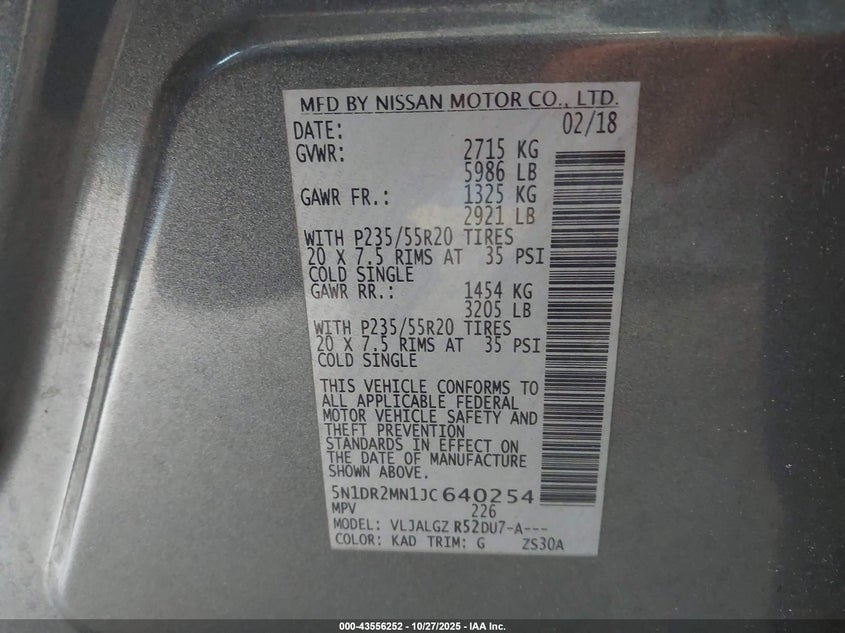 MFD BY NISSAN MOTOR CO., LTD.
DATE: 02/18
GVWR: 2715 KG
5986 LB
GAWR FR.: 1325 KG
2921 LB
WITH P235/55R20 TIRES
20 X 7.5 RIMS AT 35 PSI
COLD SINGLE
GAWR RR.: 1454 KG
3205 LB
WITH P235/55R20 TIRES
20 X 7.5 RIMS AT 35 PSI
COLD SINGLE
THIS VEHICLE CONFORMS TO
ALL APPLICABLE FEDERAL
MOTOR VEHICLE SAFETY AND
THEFT PREVENTION
STANDARDS IN EFFECT ON
THE DATE OF MANUFACTURE
SHOWN ABOVE.
5N1DR2MN1JC640254
MPV 226
MODEL: VLJALGZ R52DU7-A---
COLOR: KAD TRIM: G ZS30A
000-43556252 | 10/27/2025 - IAA Inc.